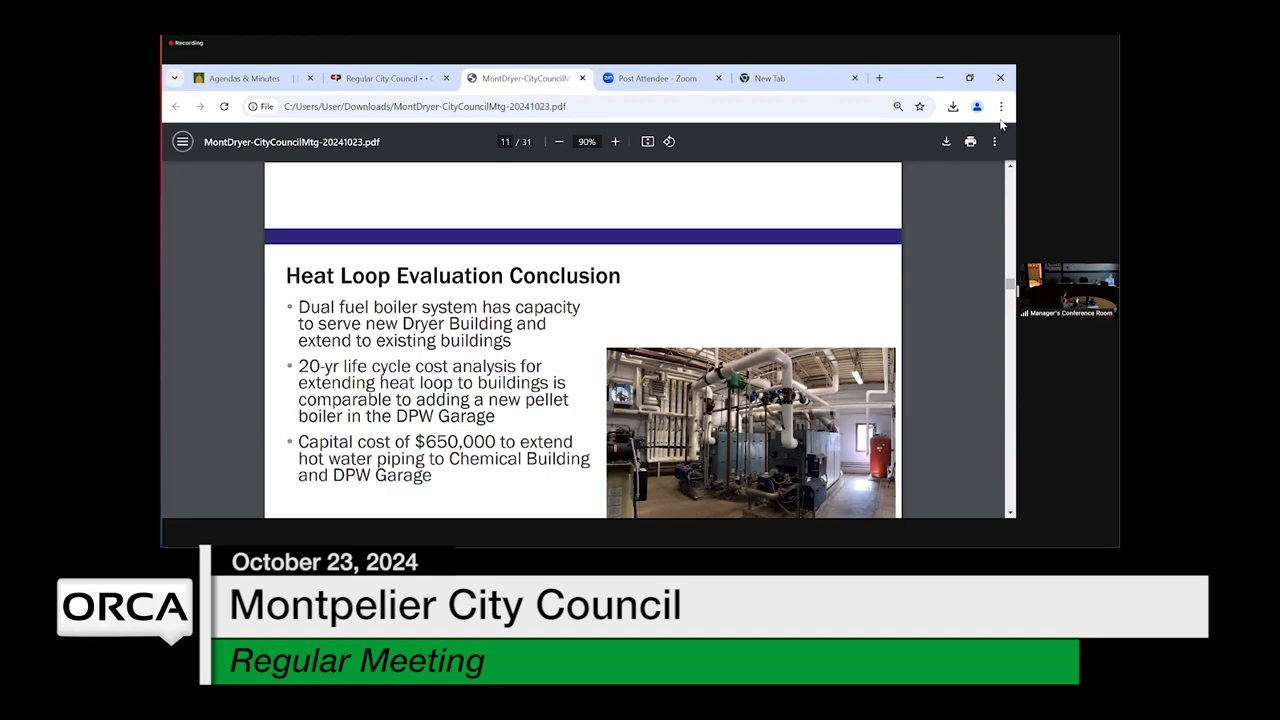 Recording
Agendas & Minutes
Regular City Council • •
MontDryer-CityCouncilM
Post Attendee - Zoom
New Tab
File
C:/Users/User/Downloads/MontDryer-CityCouncilMtg-20241023.pdf
MontDryer-CityCouncilMtg-20241023.pdf
11 / 31
90%
Heat Loop Evaluation Conclusion
• Dual fuel boiler system has capacity
to serve new Dryer Building and
extend to existing buildings
• 20-yr life cycle cost analysis for
extending heat loop to buildings is
comparable to adding a new pellet
boiler in the DPW Garage
• Capital cost of $650,000 to extend
hot water piping to Chemical Building
and DPW Garage
Manager's Conference Room
October 23, 2024
ORCA
Montpelier City Council
Regular Meeting